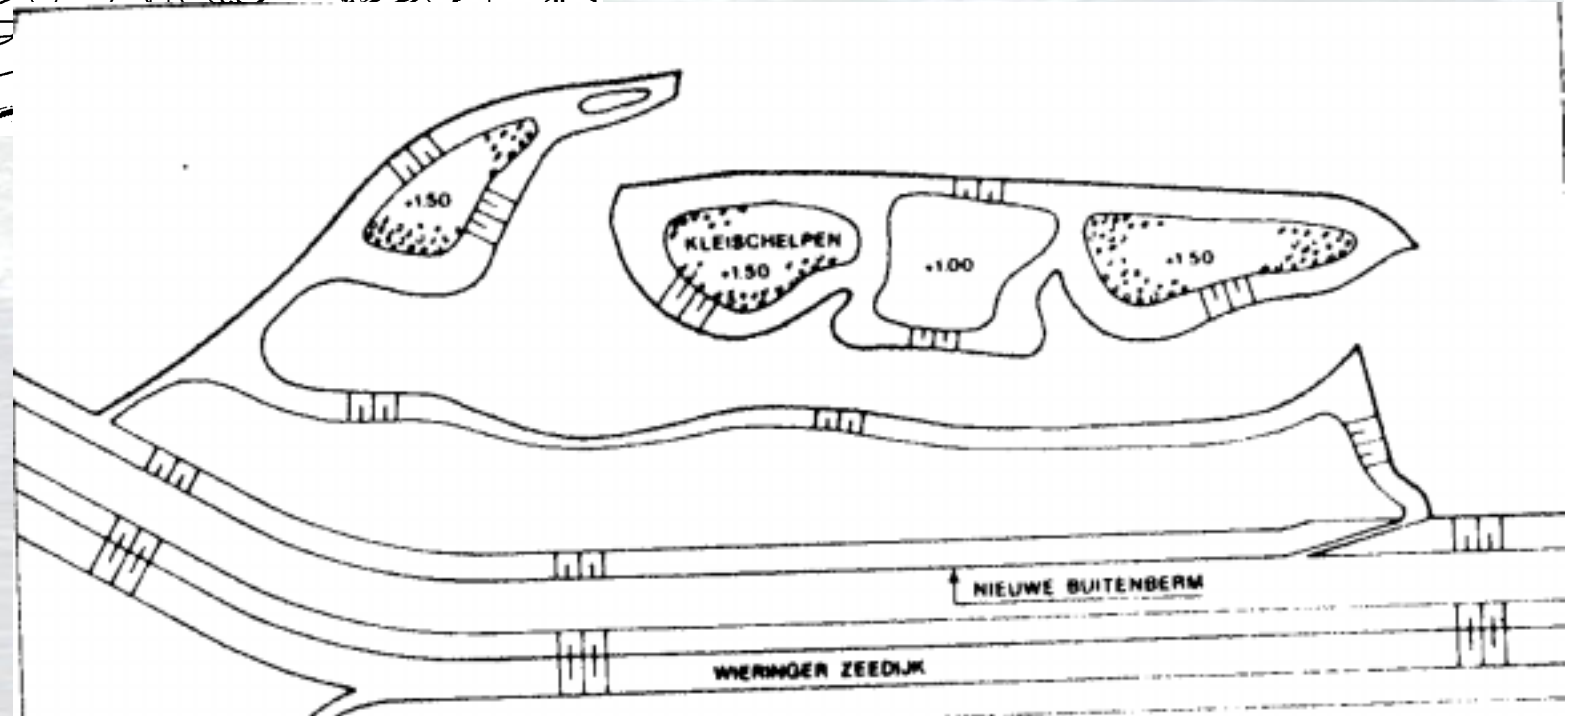 +1.50
KLEISCHELPEN
+1.50
+1.00
+1 50
NIEUWE BUITENBERM
WIERINGER ZEEDIJK